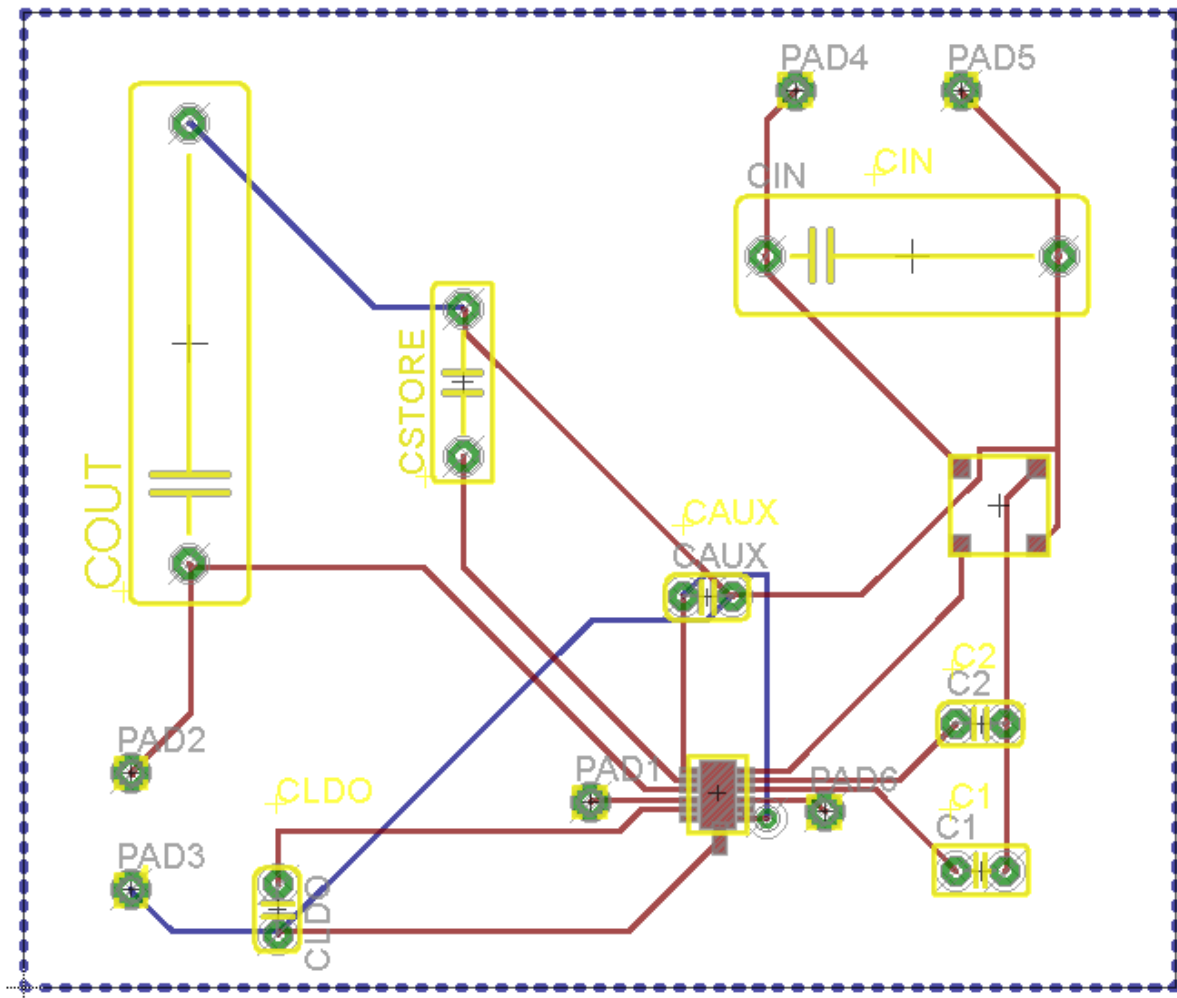 PAD4
PAD5
CIN
CIN
CSTORE
COUT
CAUX
CAUX
C2
C2
PAD2
PAD1
PAD6
CLDO
C1
C1
PAD3
CLDO